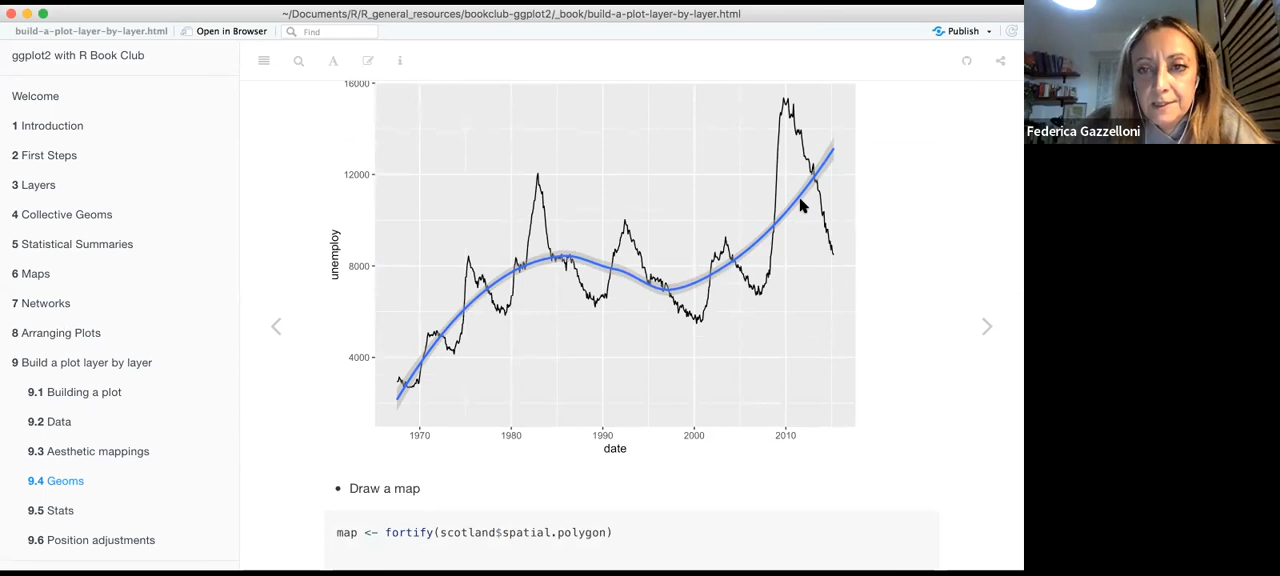 ~/Documents/R/R_general_resources/bookclub-ggplot2/_book/build-a-plot-layer-by-layer.html
build-a-plot-layer-by-layer.html
Open in Browser
Find
Publish
ggplot2 with R Book Club
Welcome
1 Introduction
2 First Steps
3 Layers
4 Collective Geoms
5 Statistical Summaries
6 Maps
7 Networks
8 Arranging Plots
9 Build a plot layer by layer
9.1 Building a plot
9.2 Data
9.3 Aesthetic mappings
9.4 Geoms
9.5 Stats
9.6 Position adjustments
A
i
16000
12000
8000
4000
unemploy
1970 1980 1990 2000 2010
date
• Draw a map
map <- fortify(scotland$spatial.polygon)
Federica Gazzelloni